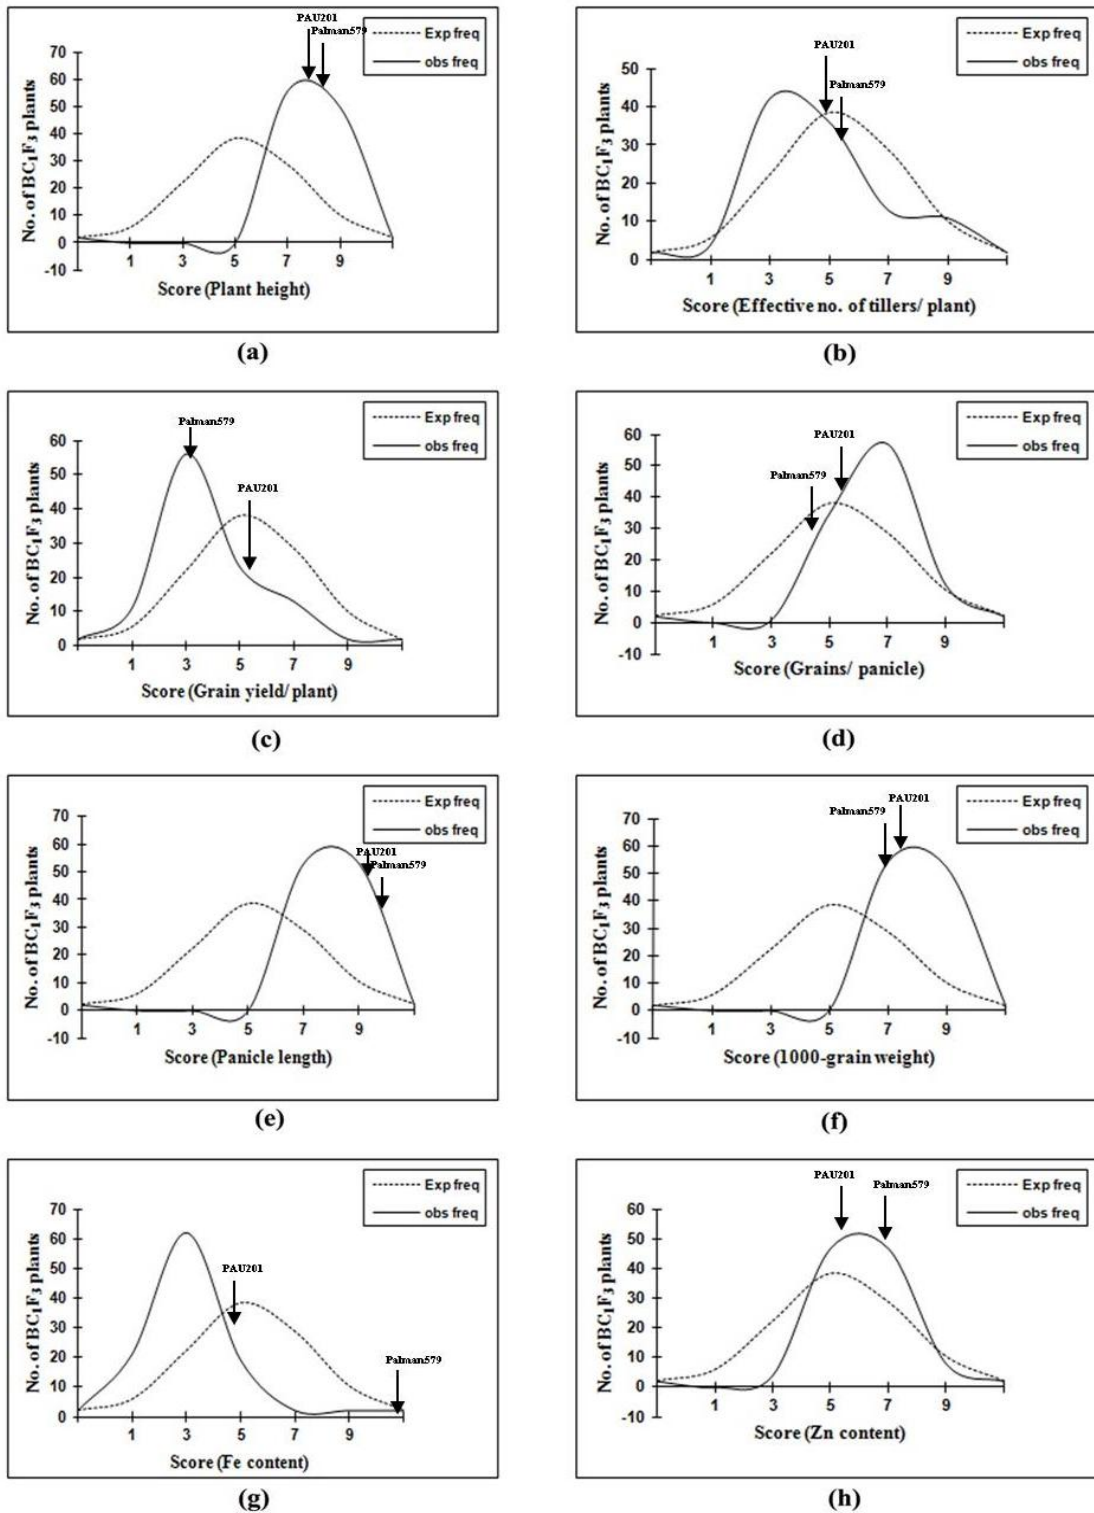 PAU201
Palman579
Exp freq
obs freq
No. of BC₁F₃ plants
70
60
50
40
30
20
10
0
-10
1 3 5 7 9
Score (Plant height)
(a)
PAU201
Palman579
Exp freq
obs freq
No. of BC₁F₃ plants
50
40
30
20
10
0
1 3 5 7 9
Score (Effective no. of tillers/ plant)
(b)
Palman579
PAU201
Exp freq
obs freq
No. of BC₁F₃ plants
60
50
40
30
20
10
0
1 3 5 7 9
Score (Grain yield/ plant)
(c)
PAU201
Palman579
Exp freq
obs freq
No. of BC₁F₃ plants
60
50
40
30
20
10
0
-10
1 3 5 7 9
Score (Grains/ panicle)
(d)
Exp freq
obs freq
PAU201
Palman579
No. of BC₁F₃ plants
70
60
50
40
30
20
10
0
-10
1 3 5 7 9
Score (Panicle length)
(e)
PAU201
Palman579
Exp freq
obs freq
No. of BC₁F₃ plants
70
60
50
40
30
20
10
0
-10
1 3 5 7 9
Score (1000-grain weight)
(f)
Exp freq
obs freq
PAU201
Palman579
No. of BC₁F₃ plants
70
60
50
40
30
20
10
0
1 3 5 7 9
Score (Fe content)
(g)
PAU201
Palman579
Exp freq
obs freq
No. of BC₁F₃ plants
70
60
50
40
30
20
10
0
-10
1 3 5 7 9
Score (Zn content)
(h)